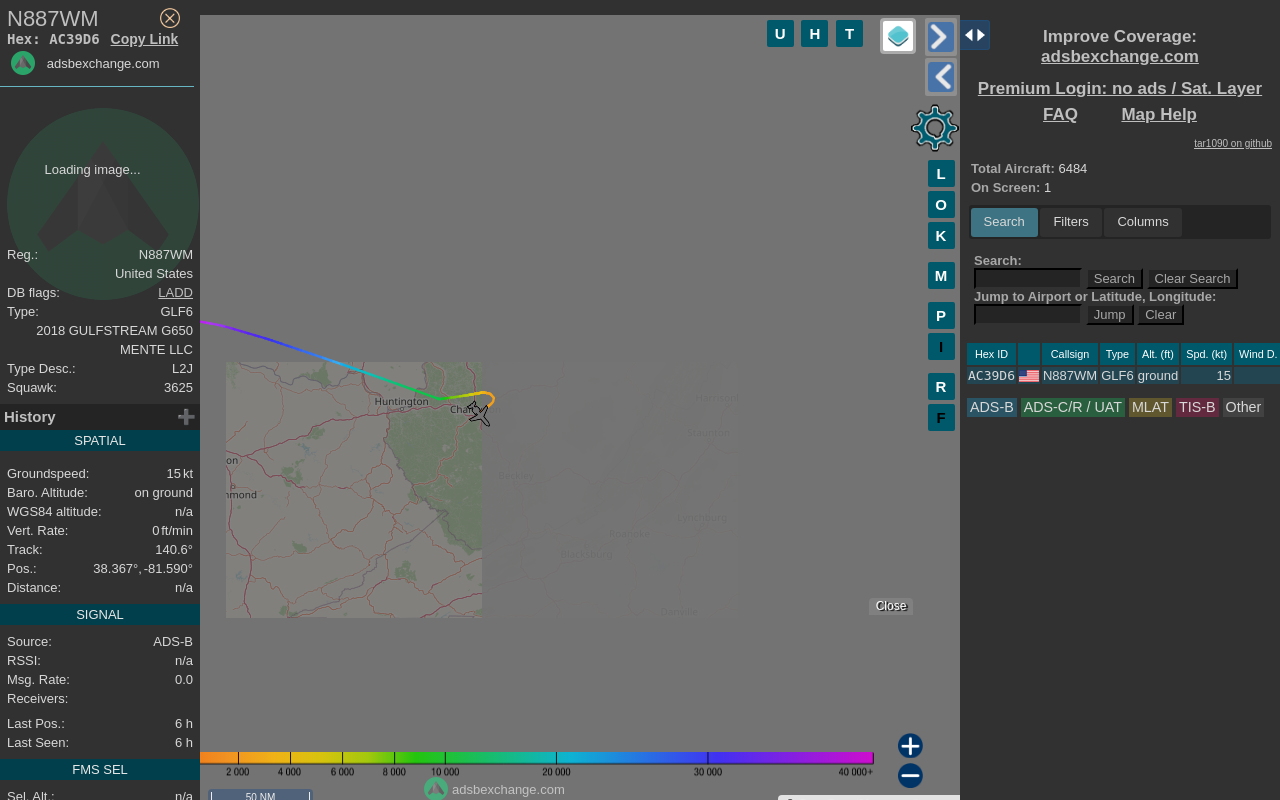 N887WM
Hex: AC39D6 Copy Link
adsbexchange.com
Loading image...
Reg.: N887WM
United States
DB flags: LADD
Type: GLF6
2018 GULFSTREAM G650
MENTE LLC
Type Desc.: L2J
Squawk: 3625
History
SPATIAL
Groundspeed: 15 kt
Baro. Altitude: on ground
WGS84 altitude: n/a
Vert. Rate: 0 ft/min
Track: 140.6°
Pos.: 38.367°, -81.590°
Distance: n/a
SIGNAL
Source: ADS-B
RSSI: n/a
Msg. Rate: 0.0
Receivers:
Last Pos.: 6 h
Last Seen: 6 h
FMS SEL
Sel. Alt.: n/a
U H T
L
O
K
M
P
I
R
F
Huntington
Char
on
mond
Staunton
Beckley
Lynchburg
Roanoke
Blacksburg
Danville
Close
2 000 4 000 6 000 8 000 10 000 20 000 30 000 40 000+
adsbexchange.com
50 NM
Improve Coverage:
adsbexchange.com
Premium Login: no ads / Sat. Layer
FAQ Map Help
tar1090 on github
Total Aircraft: 6484
On Screen: 1
Search Filters Columns
Search:
Search Clear Search
Jump to Airport or Latitude, Longitude:
Jump Clear
Hex ID Callsign Type Alt. (ft) Spd. (kt) Wind D.
AC39D6 N887WM GLF6 ground 15
ADS-B ADS-C/R / UAT MLAT TIS-B Other